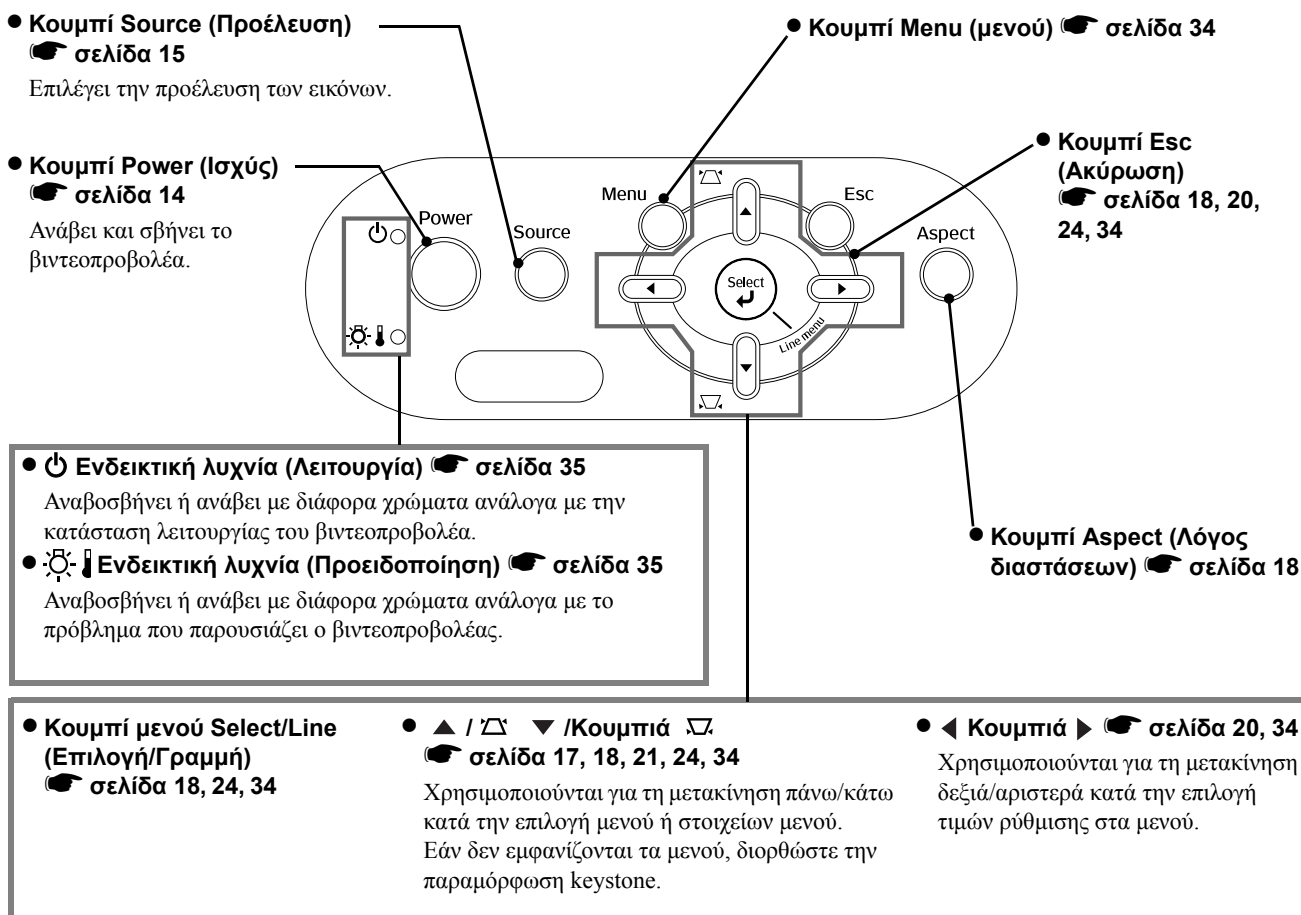 ● Κουμπί Source (Προέλευση)
☛ σελίδα 15
Επιλέγει την προέλευση των εικόνων.
● Κουμπί Menu (μενού) ☛ σελίδα 34
● Κουμπί Power (Ισχύς)
☛ σελίδα 14
Ανάβει και σβήνει το
βιντεοπροβολέα.
● Κουμπί Esc
(Ακύρωση)
☛ σελίδα 18, 20,
24, 34
Power
Source
Menu
Esc
Aspect
Select
Line menu
● Ενδεικτική λυχνία (Λειτουργία) ☛ σελίδα 35
Αναβοσβήνει ή ανάβει με διάφορα χρώματα ανάλογα με την
κατάσταση λειτουργίας του βιντεοπροβολέα.
● Ενδεικτική λυχνία (Προειδοποίηση) ☛ σελίδα 35
Αναβοσβήνει ή ανάβει με διάφορα χρώματα ανάλογα με το
πρόβλημα που παρουσιάζει ο βιντεοπροβολέας.
● Κουμπί Aspect (Λόγος
διαστάσεων) ☛ σελίδα 18
● Κουμπί μενού Select/Line
(Επιλογή/Γραμμή)
☛ σελίδα 18, 24, 34
● ▲ / ▼ /Κουμπιά
☛ σελίδα 17, 18, 21, 24, 34
Χρησιμοποιούνται για τη μετακίνηση πάνω/κάτω
κατά την επιλογή μενού ή στοιχείων μενού.
Εάν δεν εμφανίζονται τα μενού, διορθώστε την
παραμόρφωση keystone.
● ◀ Κουμπιά ▶ ☛ σελίδα 20, 34
Χρησιμοποιούνται για τη μετακίνηση
δεξιά/αριστερά κατά την επιλογή
τιμών ρύθμισης στα μενού.